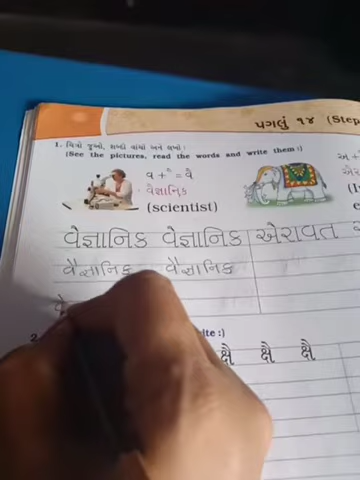 પગલું ૧૪ (Step
1. ચિત્રો જુઓ, શબ્દો વાંચો અને લખો :
(See the pictures, read the words and write them :)
વ + ૈ = વૈ
વૈજ્ઞાનિક
(scientist)
વૈજ્ઞાનિક વૈજ્ઞાનિક ઐરાવત
વૈજ્ઞાનિક વૈજ્ઞાનિક
2.
ite :)
ક્ષૈ ક્ષૈ ક્ષૈ